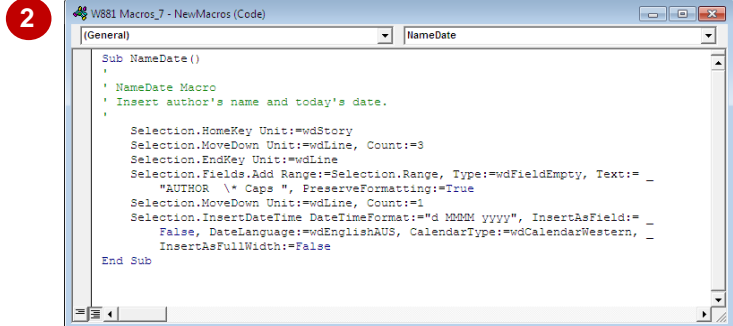 2
W881 Macros_7 - NewMacros (Code)
(General) NameDate
Sub NameDate()
'
' NameDate Macro
' Insert author's name and today's date.
'
Selection.HomeKey Unit:=wdStory
Selection.MoveDown Unit:=wdLine, Count:=3
Selection.EndKey Unit:=wdLine
Selection.Fields.Add Range:=Selection.Range, Type:=wdFieldEmpty, Text:= _
"AUTHOR  \* Caps ", PreserveFormatting:=True
Selection.MoveDown Unit:=wdLine, Count:=1
Selection.InsertDateTime DateTimeFormat:="d MMMM yyyy", InsertAsField:= _
False, DateLanguage:=wdEnglishAUS, CalendarType:=wdCalendarWestern, _
InsertAsFullWidth:=False
End Sub